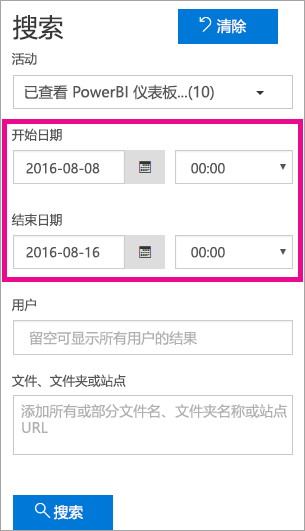 搜索
清除
活动
已查看 PowerBI 仪表板...(10)
开始日期
2016-08-08
00:00
结束日期
2016-08-16
00:00
用户
留空可显示所有用户的结果
文件、文件夹或站点
添加所有或部分文件名、文件夹名称或站点
URL
搜索